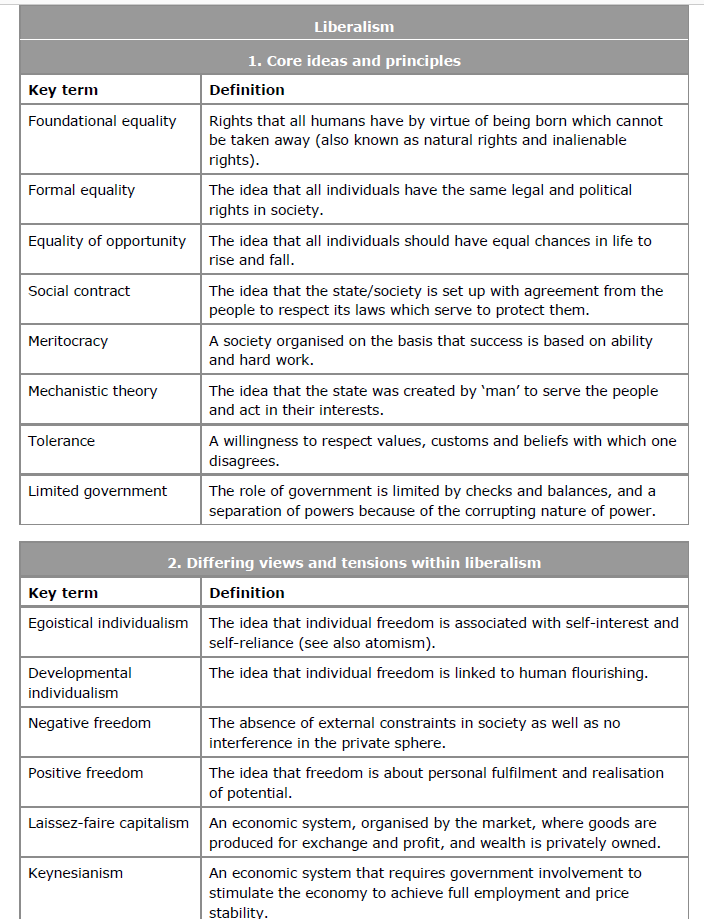 Liberalism
1. Core ideas and principles
Key term Definition
Foundational equality Rights that all humans have by virtue of being born which cannot
be taken away (also known as natural rights and inalienable
rights).
Formal equality The idea that all individuals have the same legal and political
rights in society.
Equality of opportunity The idea that all individuals should have equal chances in life to
rise and fall.
Social contract The idea that the state/society is set up with agreement from the
people to respect its laws which serve to protect them.
Meritocracy A society organised on the basis that success is based on ability
and hard work.
Mechanistic theory The idea that the state was created by ‘man’ to serve the people
and act in their interests.
Tolerance A willingness to respect values, customs and beliefs with which one
disagrees.
Limited government The role of government is limited by checks and balances, and a
separation of powers because of the corrupting nature of power.
2. Differing views and tensions within liberalism
Key term Definition
Egoistical individualism The idea that individual freedom is associated with self-interest and
self-reliance (see also atomism).
Developmental The idea that individual freedom is linked to human flourishing.
individualism
Negative freedom The absence of external constraints in society as well as no
interference in the private sphere.
Positive freedom The idea that freedom is about personal fulfilment and realisation
of potential.
Laissez-faire capitalism An economic system, organised by the market, where goods are
produced for exchange and profit, and wealth is privately owned.
Keynesianism An economic system that requires government involvement to
stimulate the economy to achieve full employment and price
stability.